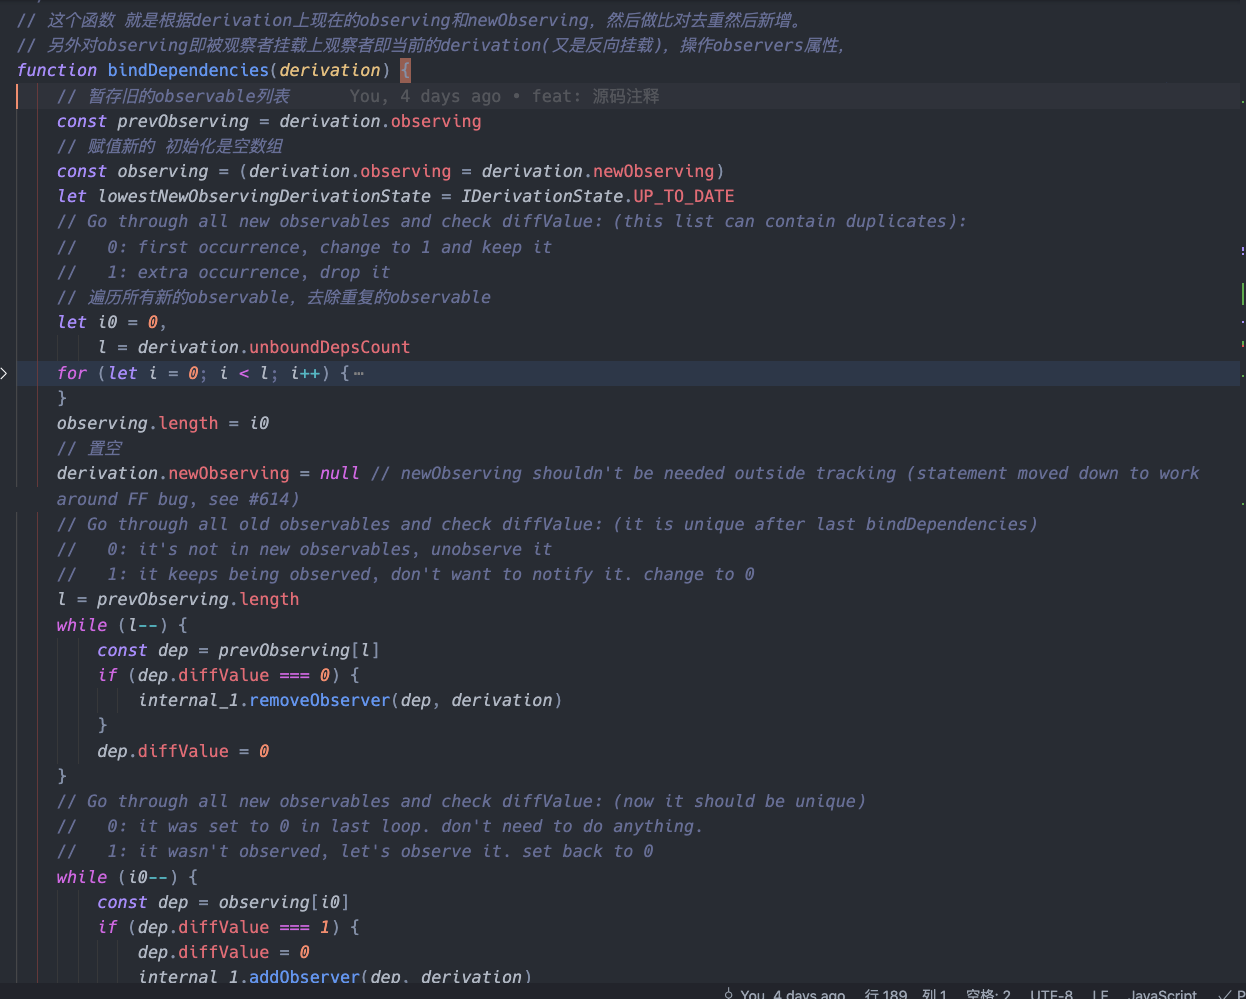 // 这个函数 就是根据derivation上现在的observing和newObserving，然后做比对去重然后新增。
// 另外对observing即被观察者挂载上观察者即当前的derivation(又是反向挂载)，操作observers属性，
function bindDependencies(derivation) {
// 暂存旧的observable列表 You, 4 days ago • feat: 源码注释
const prevObserving = derivation.observing
// 赋值新的 初始化是空数组
const observing = (derivation.observing = derivation.newObserving)
let lowestNewObservingDerivationState = IDerivationState.UP_TO_DATE
// Go through all new observables and check diffValue: (this list can contain duplicates):
//   0: first occurrence, change to 1 and keep it
//   1: extra occurrence, drop it
// 遍历所有新的observable，去除重复的observable
let i0 = 0,
l = derivation.unboundDepsCount
for (let i = 0; i < l; i++) {⋯
}
observing.length = i0
// 置空
derivation.newObserving = null // newObserving shouldn't be needed outside tracking (statement moved down to work
around FF bug, see #614)
// Go through all old observables and check diffValue: (it is unique after last bindDependencies)
//   0: it's not in new observables, unobserve it
//   1: it keeps being observed, don't want to notify it. change to 0
l = prevObserving.length
while (l--) {
const dep = prevObserving[l]
if (dep.diffValue === 0) {
internal_1.removeObserver(dep, derivation)
}
dep.diffValue = 0
}
// Go through all new observables and check diffValue: (now it should be unique)
//   0: it was set to 0 in last loop. don't need to do anything.
//   1: it wasn't observed, let's observe it. set back to 0
while (i0--) {
const dep = observing[i0]
if (dep.diffValue === 1) {
dep.diffValue = 0
internal_1.addObserver(dep, derivation)
You, 4 days ago 行 189，列 1 空格: 2 UTF-8 LF JavaScript